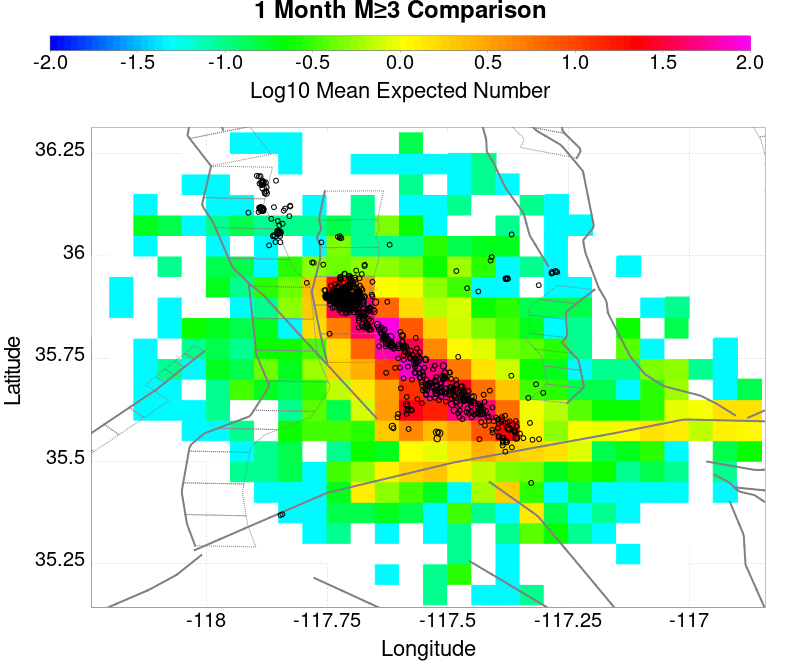 1 Month M≥3 Comparison
-2.0 -1.5 -1.0 -0.5 0.0 0.5 1.0 1.5 2.0
Log10 Mean Expected Number
36.25
36
35.75
35.5
35.25
Latitude
-118 -117.75 -117.5 -117.25 -117
Longitude